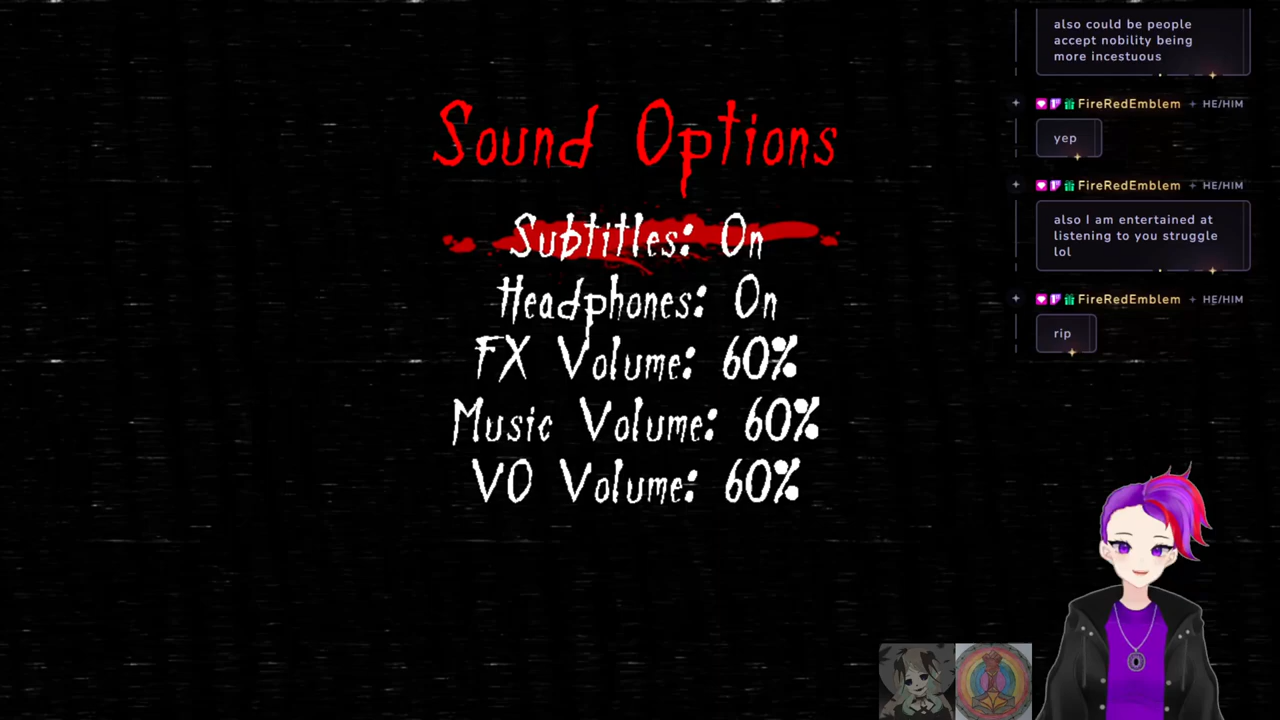 Sound Options
Subtitles: On
Headphones: On
FX Volume: 60%
Music Volume: 60%
VO Volume: 60%
also could be people
accept nobility being
more incestuous
FireRedEmblem HE/HIM
yep
FireRedEmblem HE/HIM
also I am entertained at
listening to you struggle
lol
FireRedEmblem HE/HIM
rip